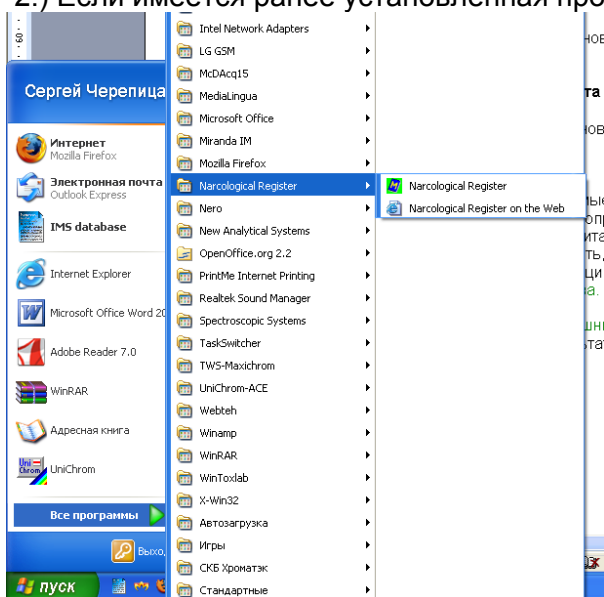 2.) Если имеется ранее установленная про
60
Сергей Черепица
Интернет
Mozilla Firefox
Электронная почта
Outlook Express
IMS database
Internet Explorer
Microsoft Office Word 20
Adobe Reader 7.0
WinRAR
Адресная книга
UniChrom
Все программы
Выхо
пуск
Intel Network Adapters
LG GSM
McDAcq15
MediaLingua
Microsoft Office
Miranda IM
Mozilla Firefox
Narcological Register
Nero
New Analytical Systems
OpenOffice.org 2.2
PrintMe Internet Printing
Realtek Sound Manager
Spectroscopic Systems
TaskSwitcher
TWS-Maxichrom
UniChrom-ACE
Webteh
Winamp
WinRAR
WinToxlab
X-Win32
Автозагрузка
Игры
СКБ Хроматэк
Стандартные
Narcological Register
Narcological Register on the Web